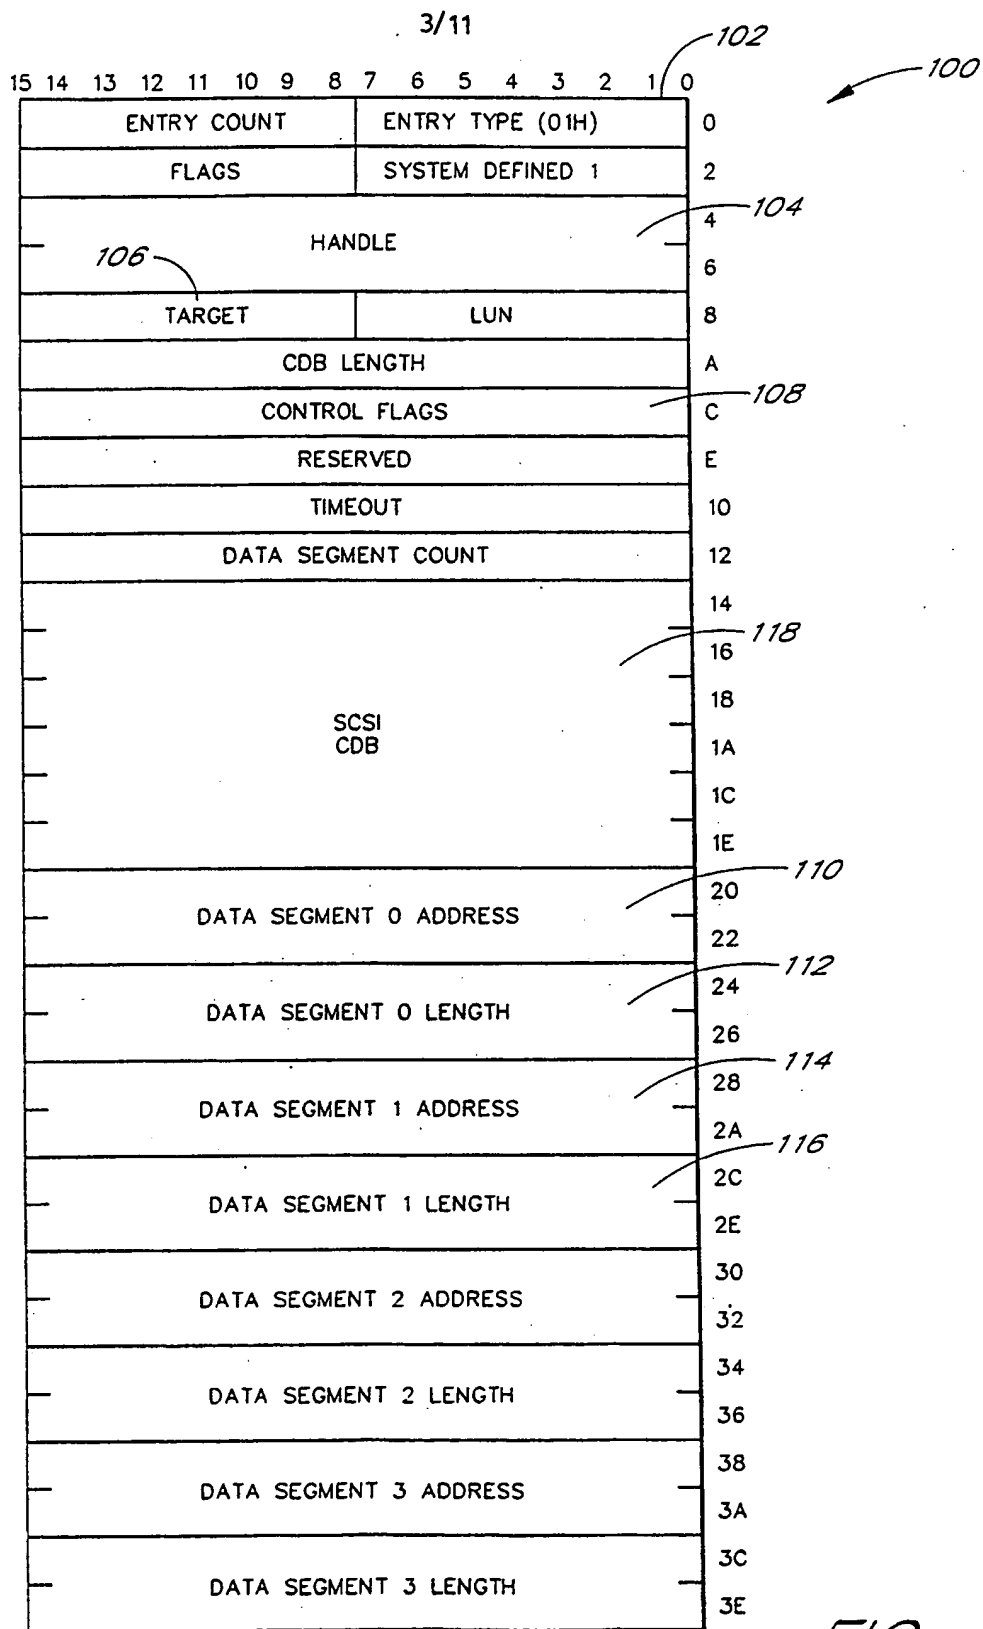 3/11
102
15 14 13 12 11 10 9 8 7 6 5 4 3 2 1 0
100
ENTRY COUNT ENTRY TYPE (01H) 0
FLAGS SYSTEM DEFINED 1 2
4 104
HANDLE
106 6
TARGET LUN 8
CDB LENGTH A
108
CONTROL FLAGS C
RESERVED E
TIMEOUT 10
DATA SEGMENT COUNT 12
14
118
16
18
SCSI
CDB 1A
1C
1E
110
20
DATA SEGMENT 0 ADDRESS
22
112
24
DATA SEGMENT 0 LENGTH
26
114
28
DATA SEGMENT 1 ADDRESS
2A
116
2C
DATA SEGMENT 1 LENGTH
2E
30
DATA SEGMENT 2 ADDRESS
32
34
DATA SEGMENT 2 LENGTH
36
38
DATA SEGMENT 3 ADDRESS
3A
3C
DATA SEGMENT 3 LENGTH
3E